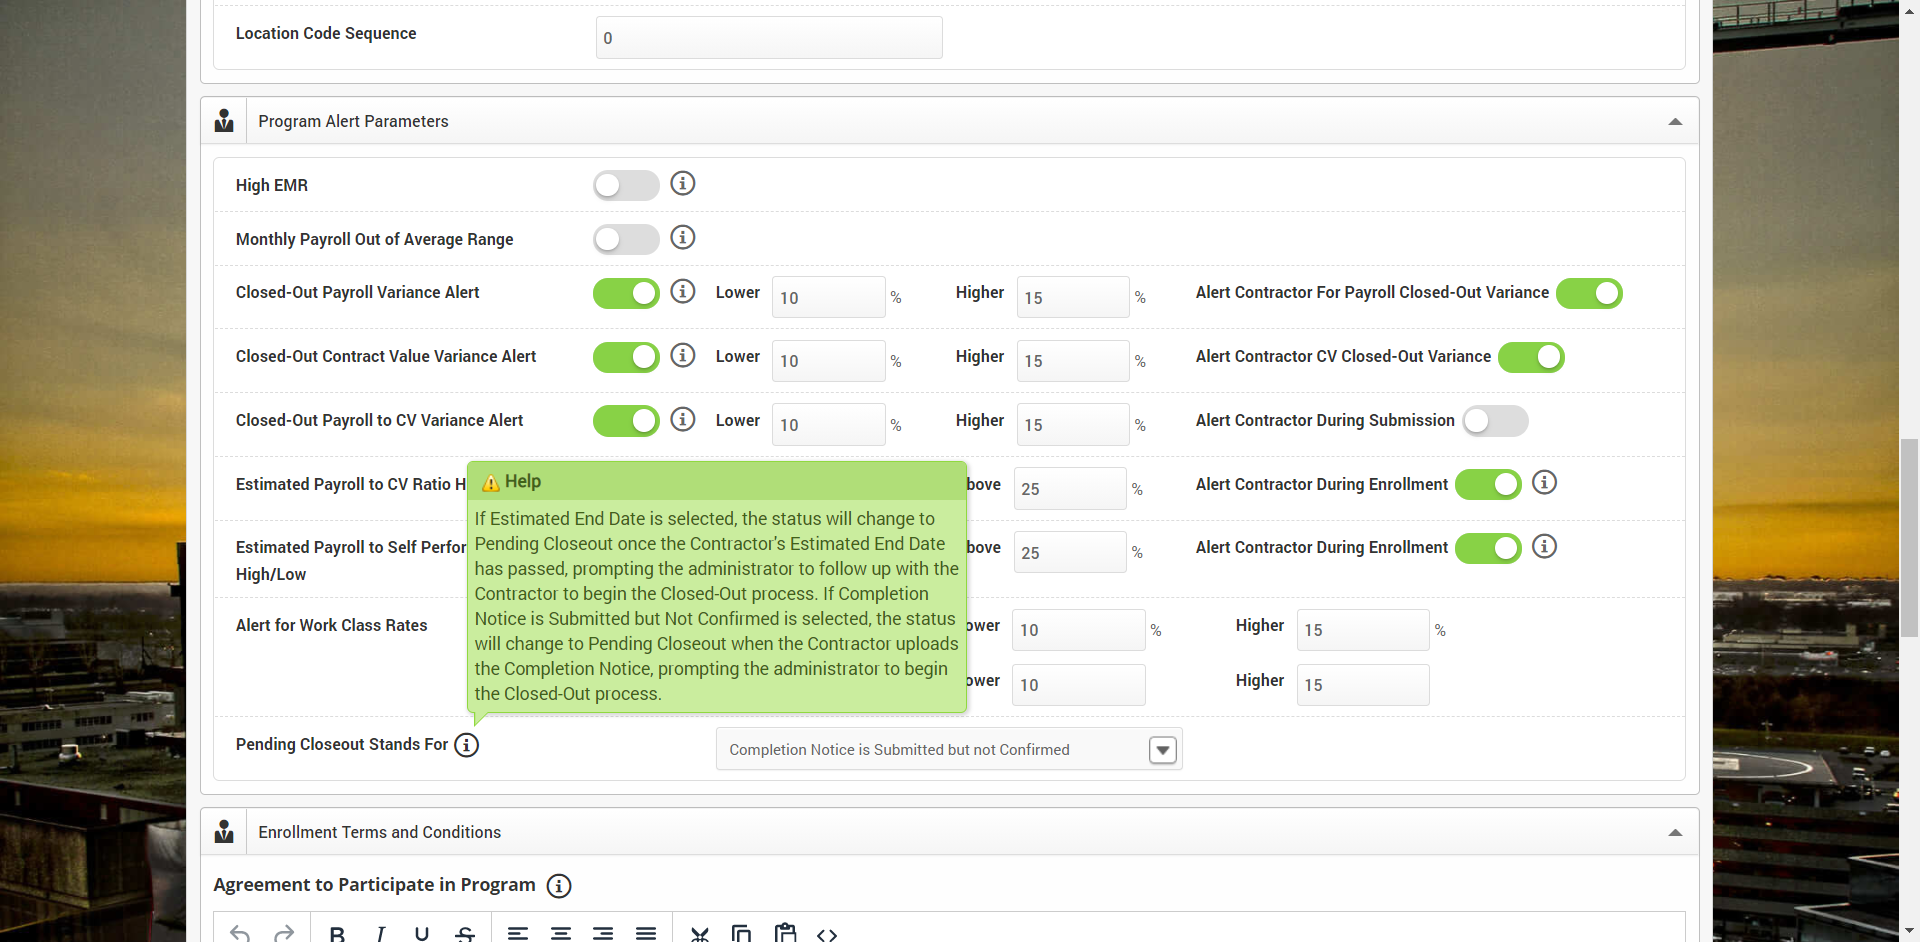 Location Code Sequence 0
Program Alert Parameters
High EMR
Monthly Payroll Out of Average Range
Closed-Out Payroll Variance Alert Lower 10 % Higher 15 % Alert Contractor For Payroll Closed-Out Variance
Closed-Out Contract Value Variance Alert Lower 10 % Higher 15 % Alert Contractor CV Closed-Out Variance
Closed-Out Payroll to CV Variance Alert Lower 10 % Higher 15 % Alert Contractor During Submission
Estimated Payroll to CV Ratio H bove 25 % Alert Contractor During Enrollment
Estimated Payroll to Self Perfor bove 25 % Alert Contractor During Enrollment
High/Low
Alert for Work Class Rates ower 10 % Higher 15 %
ower 10 Higher 15
Help
If Estimated End Date is selected, the status will change to
Pending Closeout once the Contractor's Estimated End Date
has passed, prompting the administrator to follow up with the
Contractor to begin the Closed-Out process. If Completion
Notice is Submitted but Not Confirmed is selected, the status
will change to Pending Closeout when the Contractor uploads
the Completion Notice, prompting the administrator to begin
the Closed-Out process.
Pending Closeout Stands For Completion Notice is Submitted but not Confirmed
Enrollment Terms and Conditions
Agreement to Participate in Program
B I U S